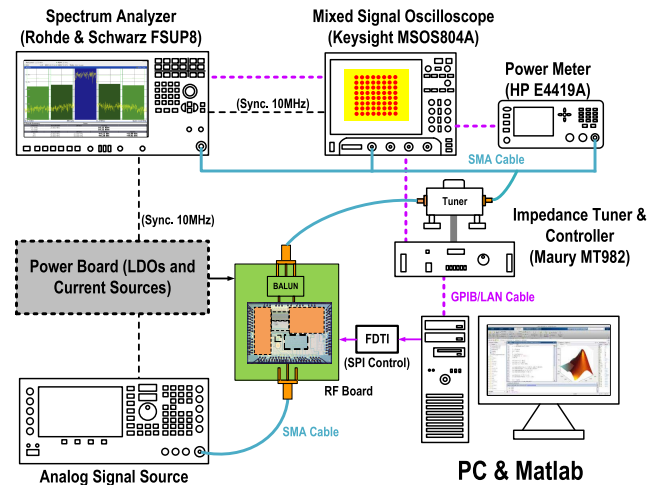 Spectrum Analyzer
(Rohde & Schwarz FSUP8)
Mixed Signal Oscilloscope
(Keysight MSOS804A)
Power Meter
(HP E4419A)
(Sync. 10MHz)
SMA Cable
Tuner
(Sync. 10MHz)
Impedance Tuner &
Controller
(Maury MT982)
Power Board (LDOs and
Current Sources)
BALUN
GPIB/LAN Cable
FDTI
(SPI Control)
RF Board
SMA Cable
Analog Signal Source
PC & Matlab